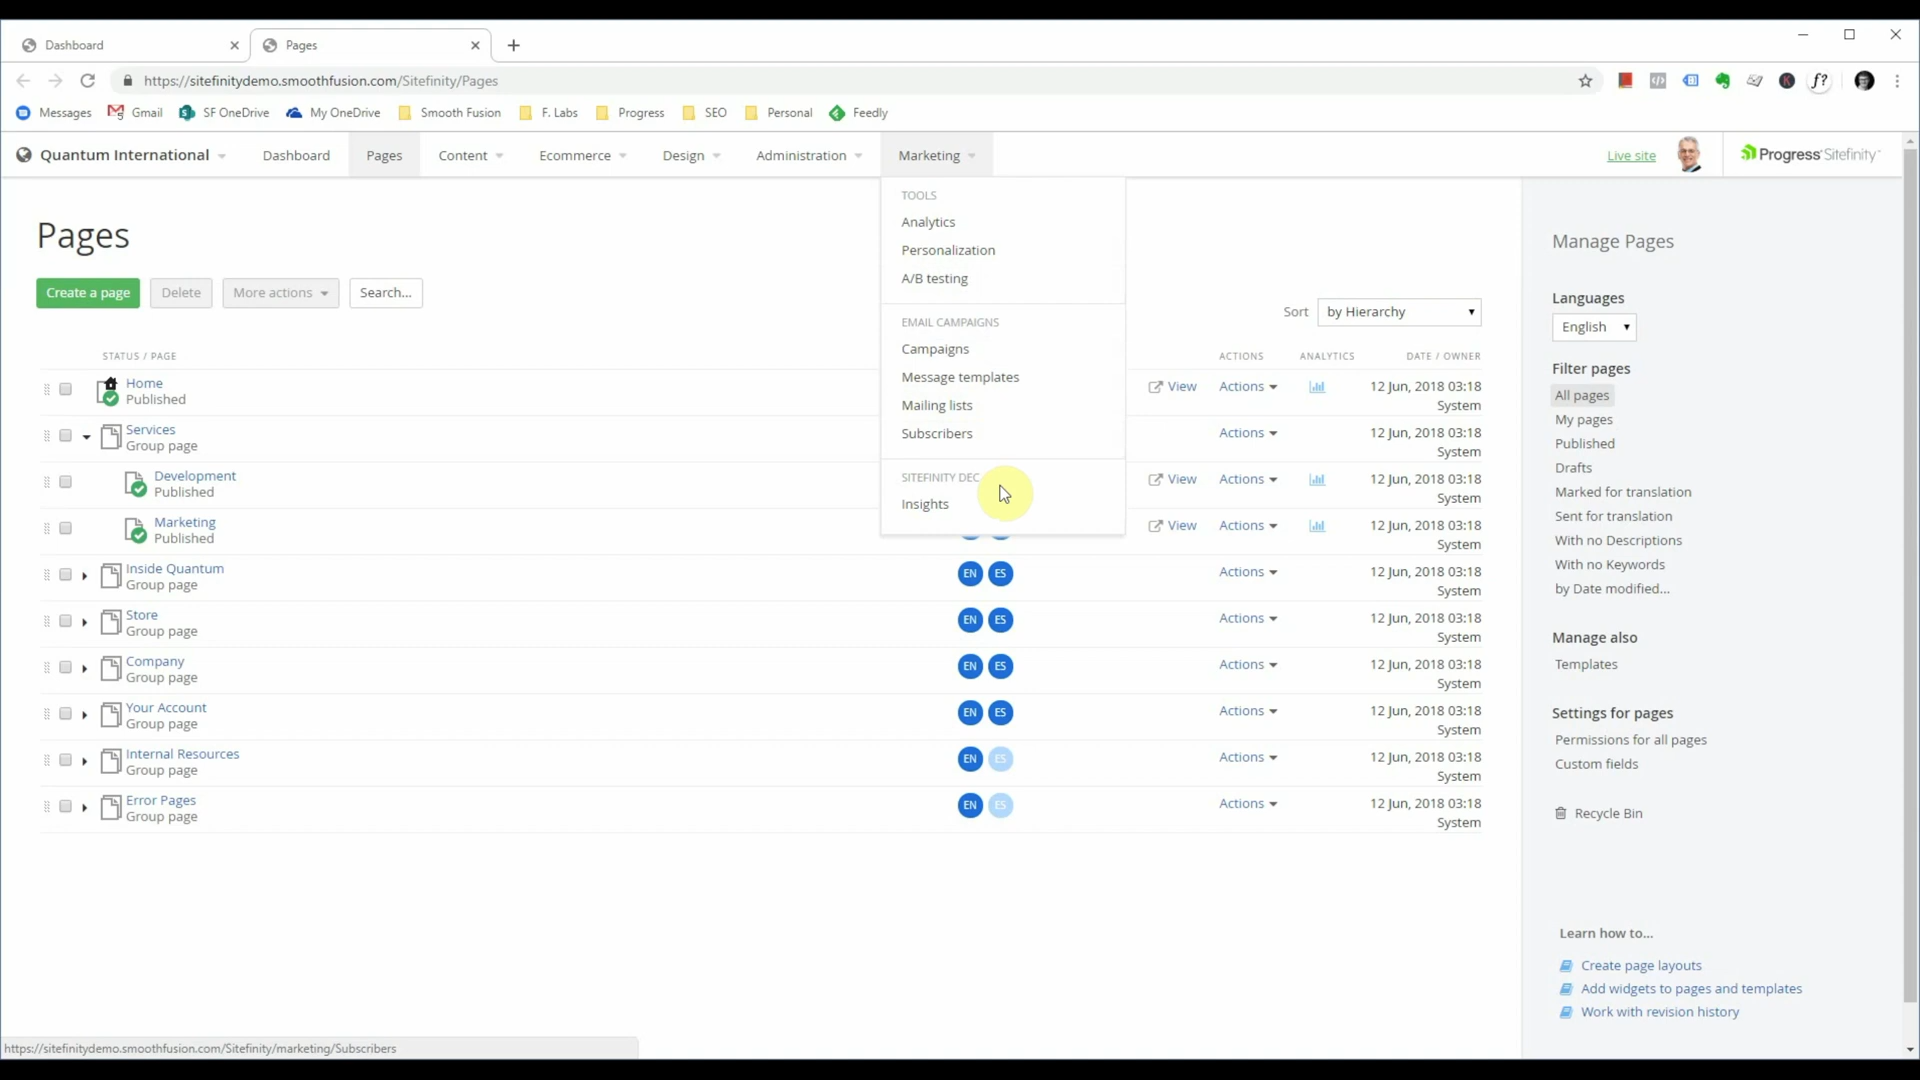 Dashboard
Pages
https://sitefinitydemo.smoothfusion.com/Sitefinity/Pages
f?
Messages
Gmail
SF OneDrive
My OneDrive
Smooth Fusion
F. Labs
Progress
SEO
Personal
Feedly
Quantum International
Dashboard
Pages
Content
Ecommerce
Design
Administration
Marketing
Live site
Progress Sitefinity
TOOLS
Analytics
Personalization
A/B testing
EMAIL CAMPAIGNS
Campaigns
Message templates
Mailing lists
Subscribers
SITEFINITY DEC
Insights
Pages
Create a page
Delete
More actions
Search...
Sort
by Hierarchy
STATUS / PAGE
ACTIONS
ANALYTICS
DATE / OWNER
Home
Published
View
Actions
12 Jun, 2018 03:18
System
Services
Group page
Actions
12 Jun, 2018 03:18
System
Development
Published
View
Actions
12 Jun, 2018 03:18
System
Marketing
Published
View
Actions
12 Jun, 2018 03:18
System
Inside Quantum
Group page
EN ES
Actions
12 Jun, 2018 03:18
System
Store
Group page
EN ES
Actions
12 Jun, 2018 03:18
System
Company
Group page
EN ES
Actions
12 Jun, 2018 03:18
System
Your Account
Group page
EN ES
Actions
12 Jun, 2018 03:18
System
Internal Resources
Group page
EN ES
Actions
12 Jun, 2018 03:18
System
Error Pages
Group page
EN ES
Actions
12 Jun, 2018 03:18
System
Manage Pages
Languages
English
Filter pages
All pages
My pages
Published
Drafts
Marked for translation
Sent for translation
With no Descriptions
With no Keywords
by Date modified...
Manage also
Templates
Settings for pages
Permissions for all pages
Custom fields
Recycle Bin
Learn how to...
Create page layouts
Add widgets to pages and templates
Work with revision history
https://sitefinitydemo.smoothfusion.com/Sitefinity/marketing/Subscribers